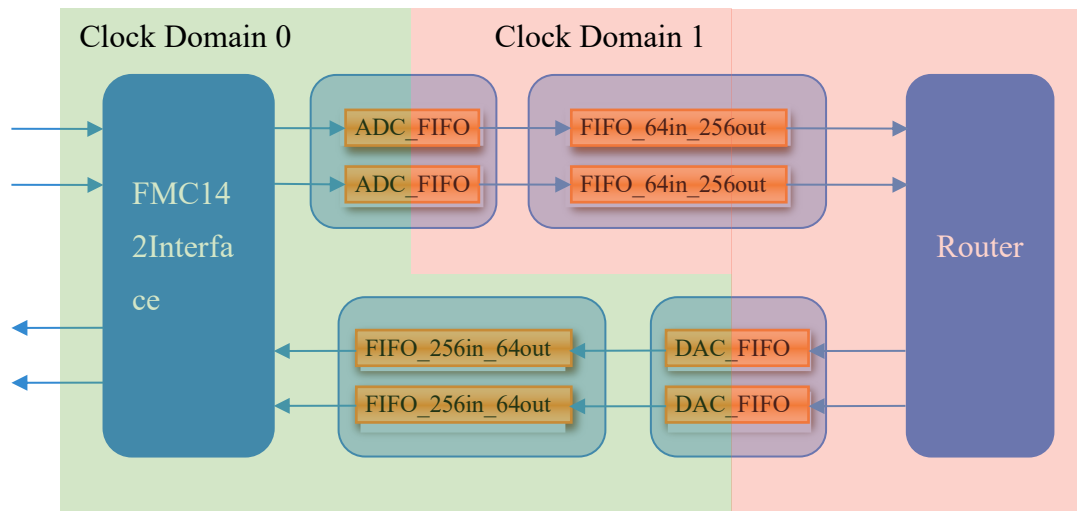 Clock Domain 0
Clock Domain 1
FMC14
2Interfa
ce
ADC_FIFO
FIFO_64in_256out
ADC_FIFO
FIFO_64in_256out
Router
FIFO_256in_64out
DAC_FIFO
FIFO_256in_64out
DAC_FIFO